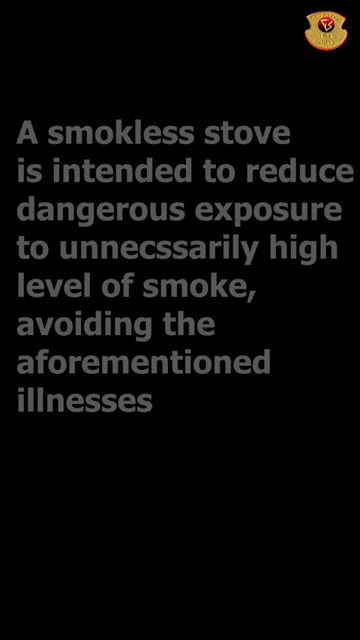 A smokless stove
is intended to reduce
dangerous exposure
to unnecssarily high
level of smoke,
avoiding the
aforementioned
illnesses